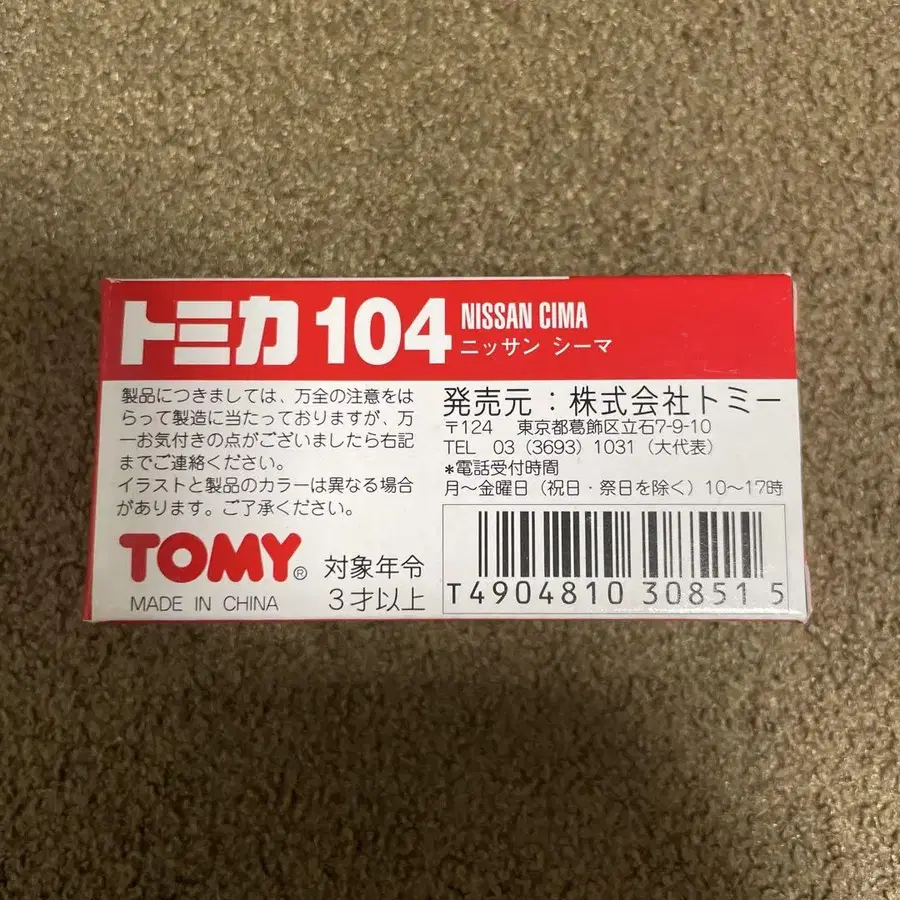 トミカ 104 NISSAN CIMA
ニッサン シーマ
製品につきましては、万全の注意をは
らって製造に当たっておりますが、万
一お気付きの点がございましたら右記
までご連絡ください。
イラストと製品のカラーは異なる場合
があります。ご了承ください。
TOMY®
MADE IN CHINA
対象年令
3才以上
発売元：株式会社トミー
〒124 東京都葛飾区立石7-9-10
TEL 03 (3693) 1031 (大代表)
*電話受付時間
月～金曜日 (祝日・祭日を除く) 10～17時
T4904810 308515